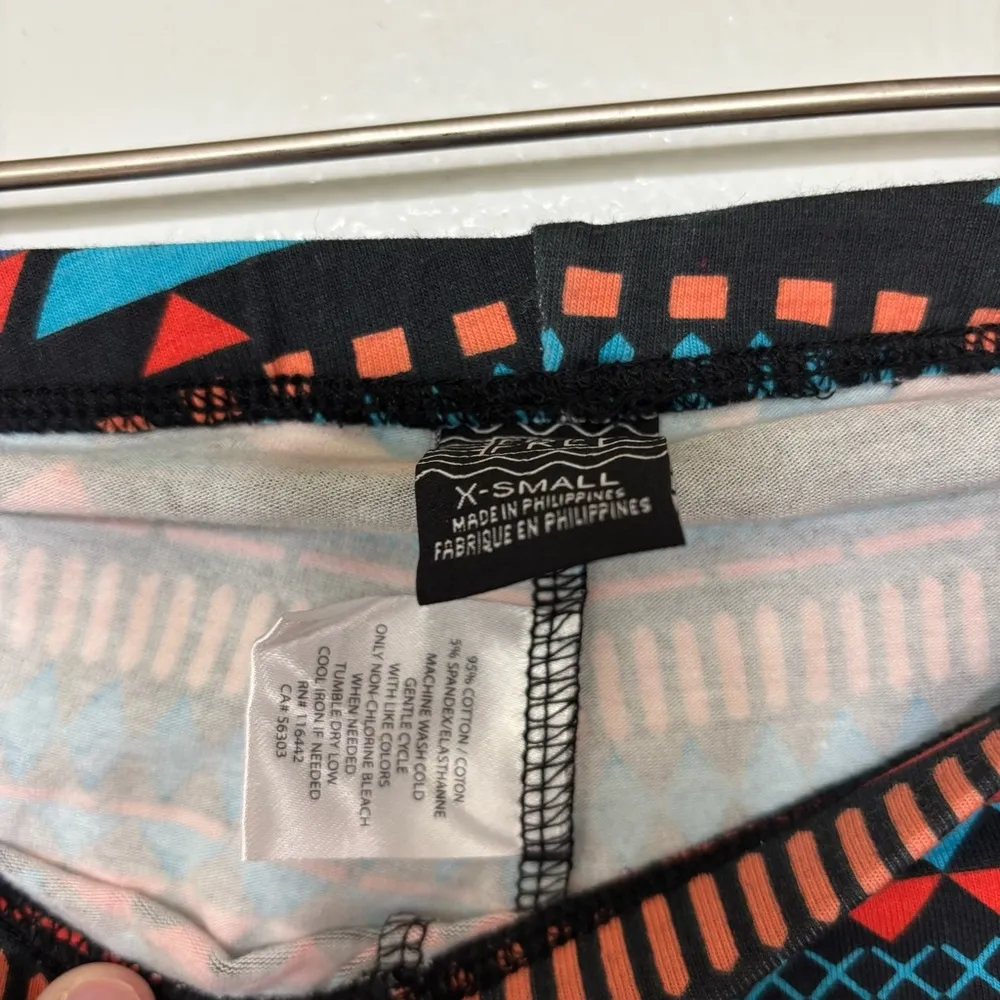 FREE
X-SMALL
MADE IN PHILIPPINES
FABRIQUE EN PHILIPPINES
95% COTTON / COTON
5% SPANDEX/ELASTHANNE
MACHINE WASH COLD
GENTLE CYCLE
WITH LIKE COLORS
ONLY NON-CHLORINE BLEACH
WHEN NEEDED
TUMBLE DRY LOW
COOL IRON IF NEEDED
RN# 116442
CA# 56303